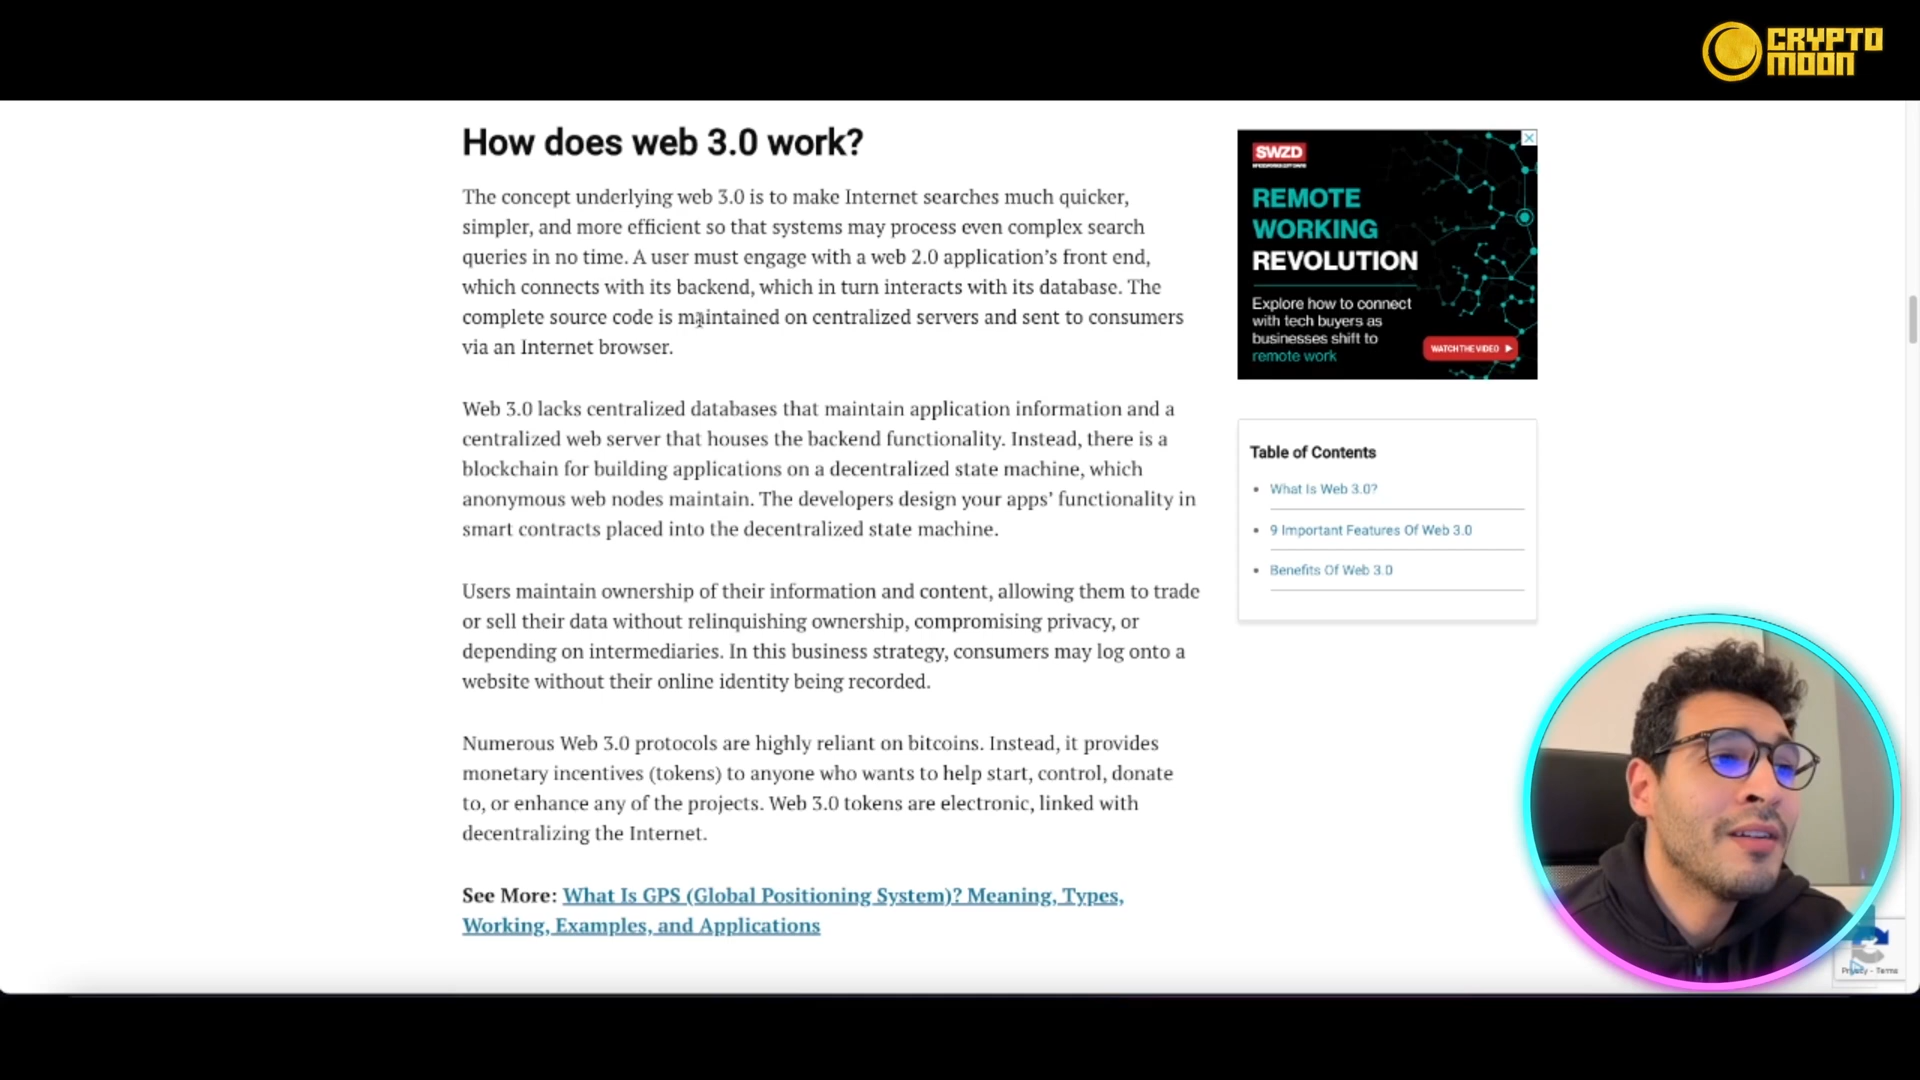 CRYPTO
MOON
How does web 3.0 work?
The concept underlying web 3.0 is to make Internet searches much quicker,
simpler, and more efficient so that systems may process even complex search
queries in no time. A user must engage with a web 2.0 application's front end,
which connects with its backend, which in turn interacts with its database. The
complete source code is maintained on centralized servers and sent to consumers
via an Internet browser.
Web 3.0 lacks centralized databases that maintain application information and a
centralized web server that houses the backend functionality. Instead, there is a
blockchain for building applications on a decentralized state machine, which
anonymous web nodes maintain. The developers design your apps' functionality in
smart contracts placed into the decentralized state machine.
Users maintain ownership of their information and content, allowing them to trade
or sell their data without relinquishing ownership, compromising privacy, or
depending on intermediaries. In this business strategy, consumers may log onto a
website without their online identity being recorded.
Numerous Web 3.0 protocols are highly reliant on bitcoins. Instead, it provides
monetary incentives (tokens) to anyone who wants to help start, control, donate
to, or enhance any of the projects. Web 3.0 tokens are electronic, linked with
decentralizing the Internet.
See More: What Is GPS (Global Positioning System)? Meaning, Types,
Working, Examples, and Applications
SWZD
REMOTE
WORKING
REVOLUTION
Explore how to connect
with tech buyers as
businesses shift to
remote work
WATCH THE VIDEO
Table of Contents
What Is Web 3.0?
9 Important Features Of Web 3.0
Benefits Of Web 3.0
Privacy - Terms